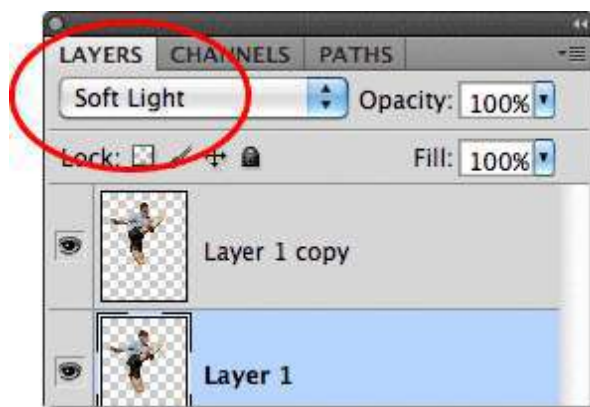 LAYERS CHANNELS PATHS
Soft Light Opacity: 100%
Lock: Fill: 100%
Layer 1 copy
Layer 1